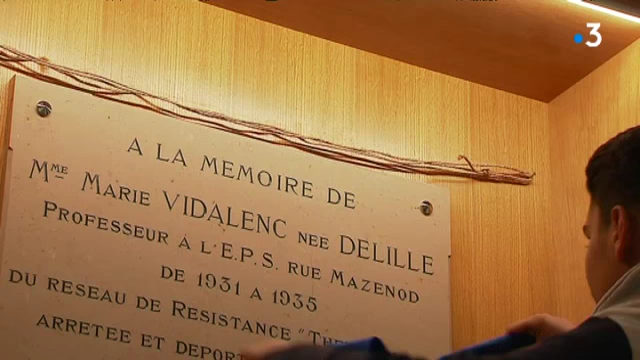 3
A LA MEMOIRE DE
MME MARIE VIDALENC NEE DELILLE
PROFESSEUR À L'E.P.S. RUE MAZENOD
DE 1931 A 1935
DU RESEAU DE RESISTANCE
ARRETEE ET